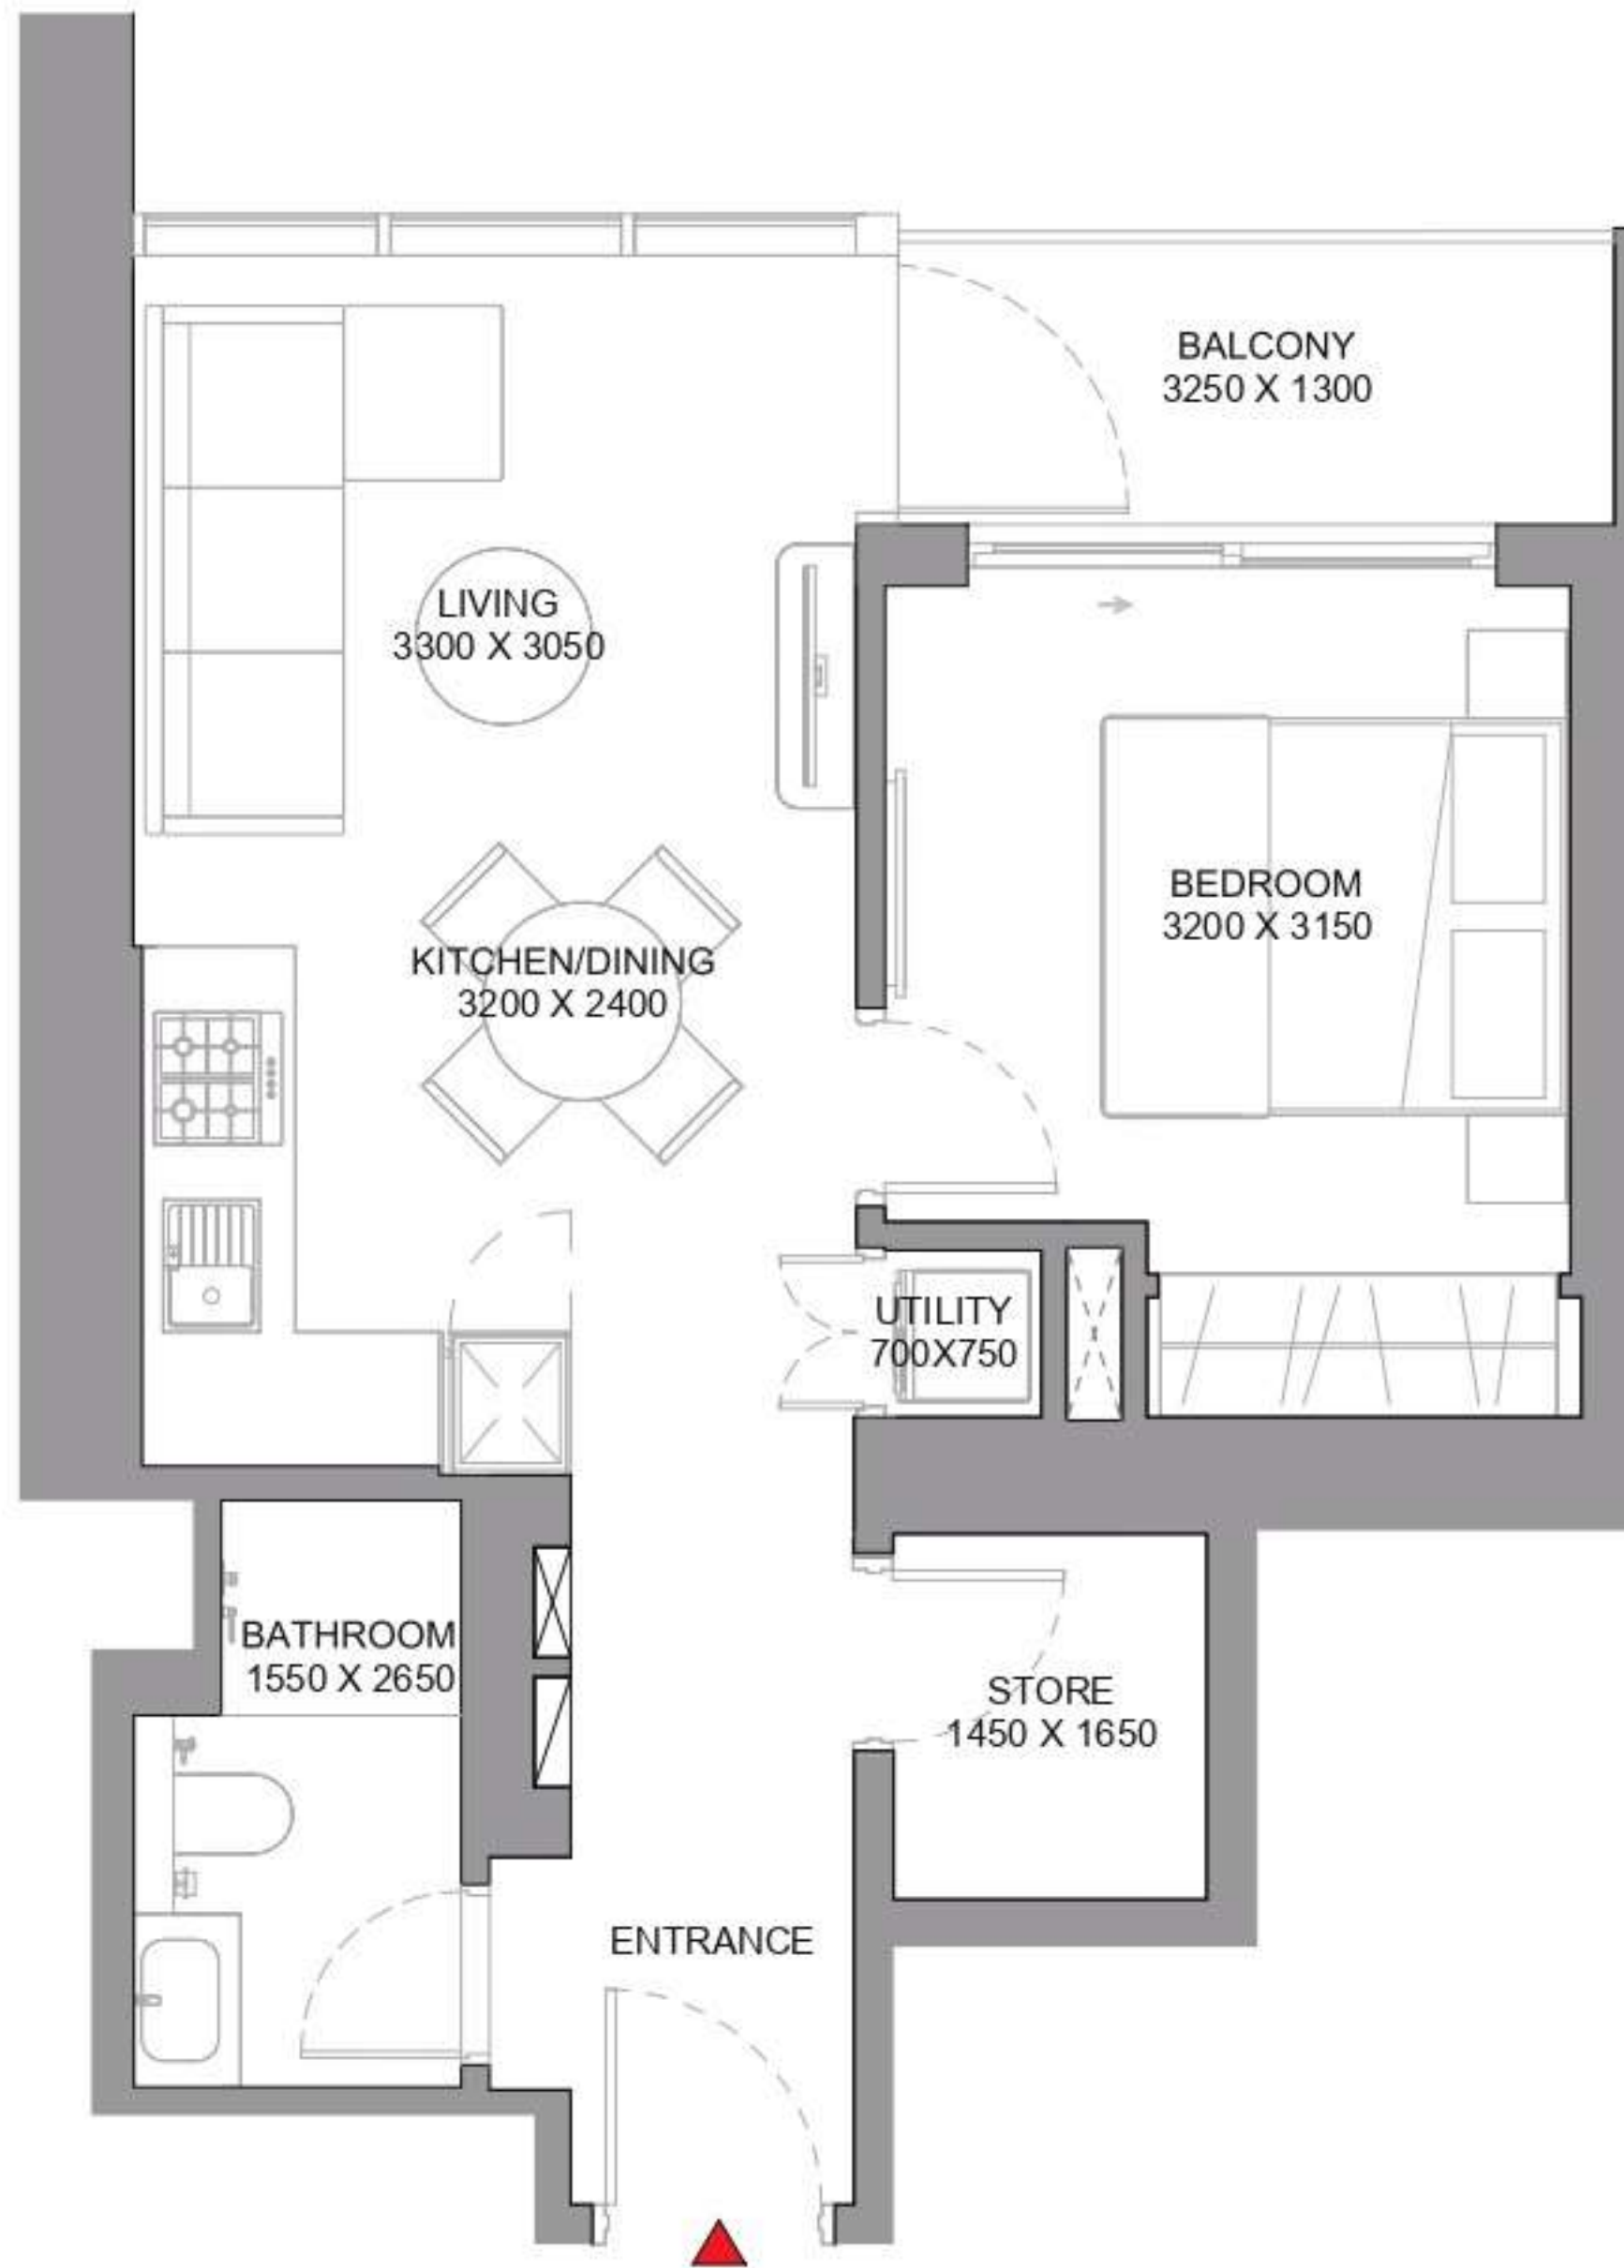 BALCONY
3250 X 1300
LIVING
3300 X 3050
BEDROOM
3200 X 3150
KITCHEN/DINING
3200 X 2400
UTILITY
700X750
BATHROOM
1550 X 2650
STORE
1450 X 1650
ENTRANCE